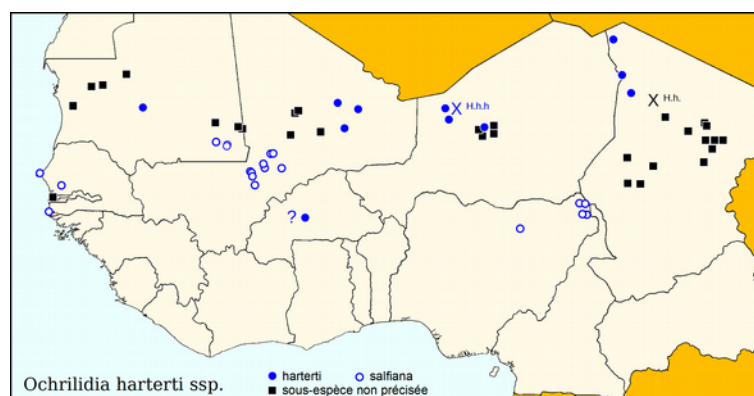 X H.h.h
X H.h.
?
harterti
salfiana
Ochrilidia harterti ssp.
sous-espèce non précisée